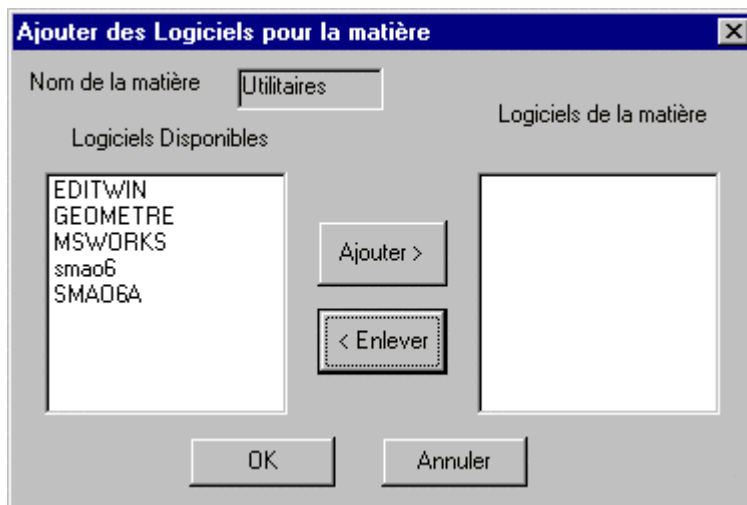 Ajouter des Logiciels pour la matière
Nom de la matière
Utilitaires
Logiciels Disponibles
Logiciels de la matière
EDITWIN
GEOMETRE
MSWORKS
smao6
SMAO6A
Ajouter >
< Enlever
OK
Annuler